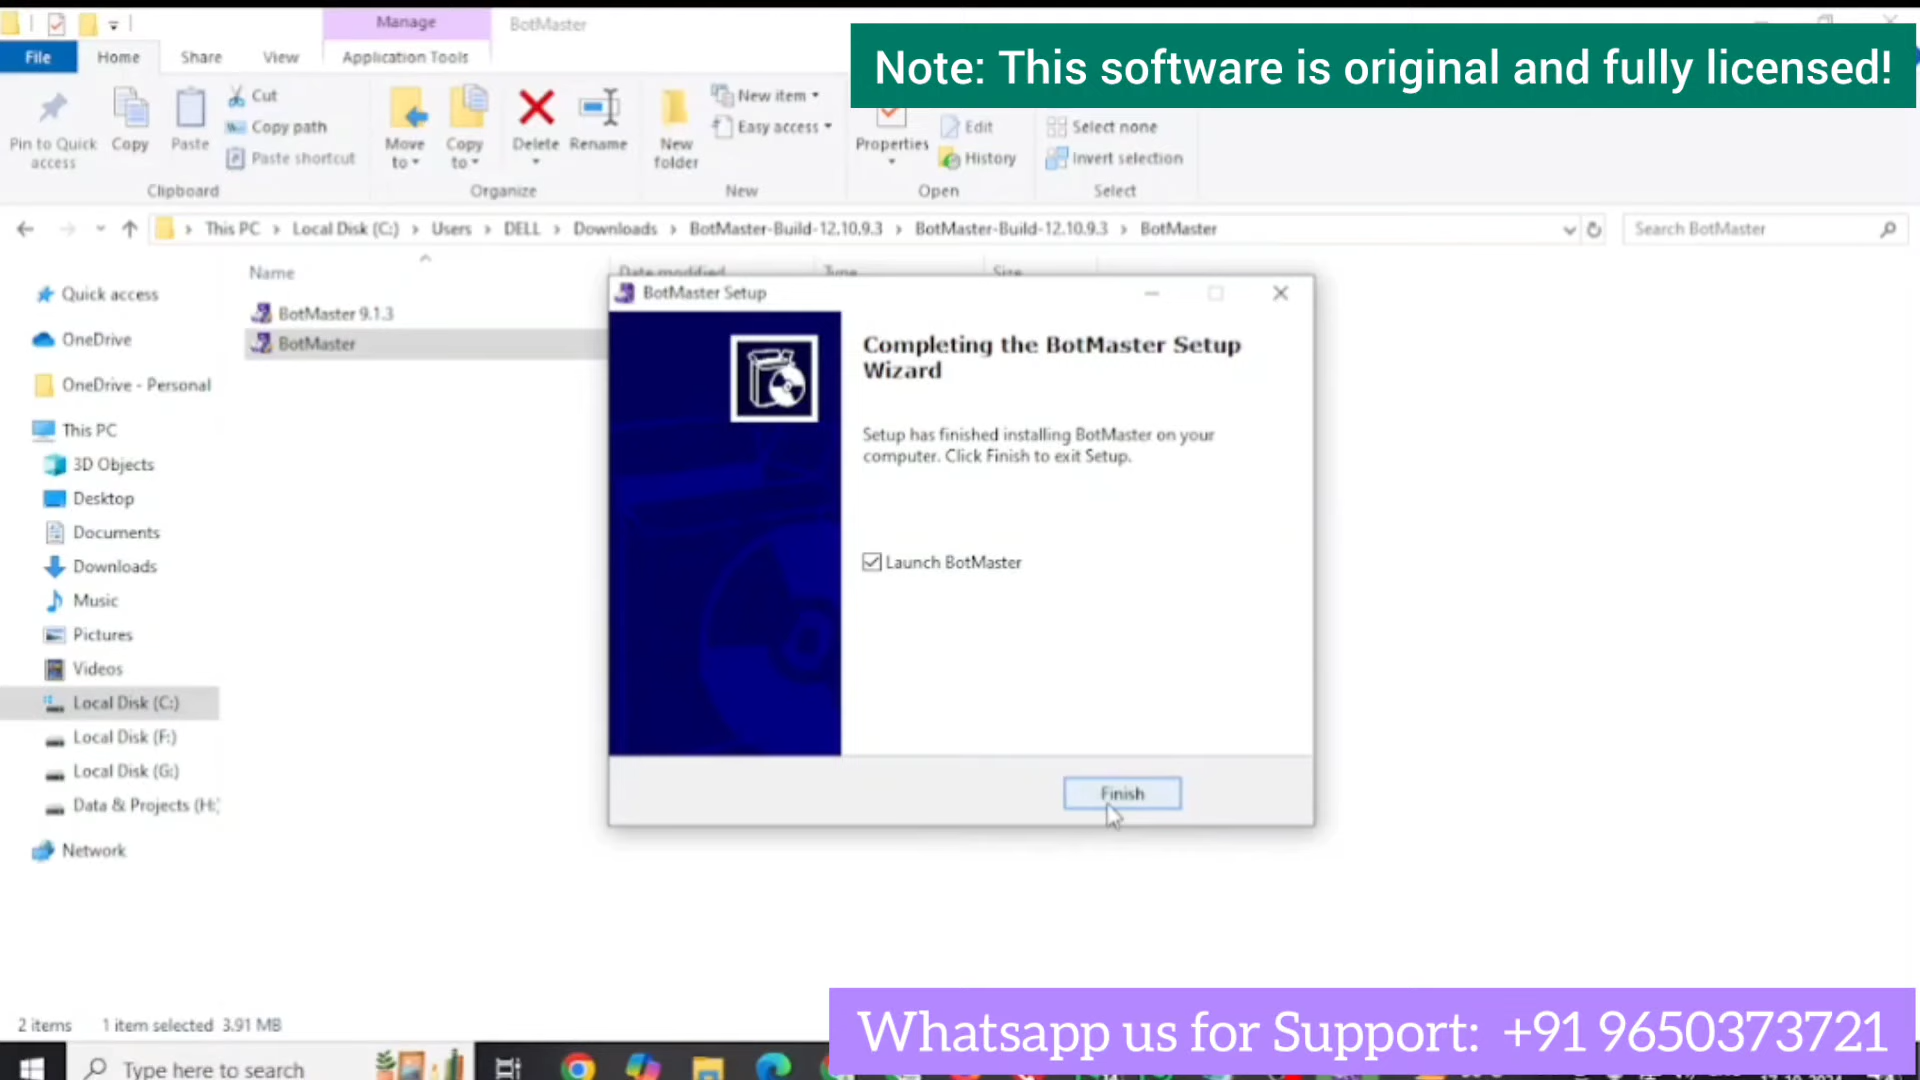 Manage
BotMaster
Note: This software is original and fully licensed!
File
Home
Share
View
Application Tools
Pin to Quick access
Copy
Paste
Cut
Copy path
Paste shortcut
Clipboard
Move to
Copy to
Delete
Rename
Organize
New folder
New item
Easy access
New
Properties
Edit
History
Open
Select none
Invert selection
Select
This PC > Local Disk (C:) > Users > DELL > Downloads > BotMaster-Build-12.10.9.3 > BotMaster-Build-12.10.9.3 > BotMaster
Search BotMaster
Name
Date modified
Type
Size
Quick access
OneDrive
OneDrive - Personal
This PC
3D Objects
Desktop
Documents
Downloads
Music
Pictures
Videos
Local Disk (C:)
Local Disk (F:)
Local Disk (G:)
Data & Projects (H:
Network
BotMaster 9.1.3
BotMaster
BotMaster Setup
Completing the BotMaster Setup
Wizard
Setup has finished installing BotMaster on your
computer. Click Finish to exit Setup.
Launch BotMaster
Finish
2 items
1 item selected 3.91 MB
Whatsapp us for Support: +91 9650373721
Type here to search